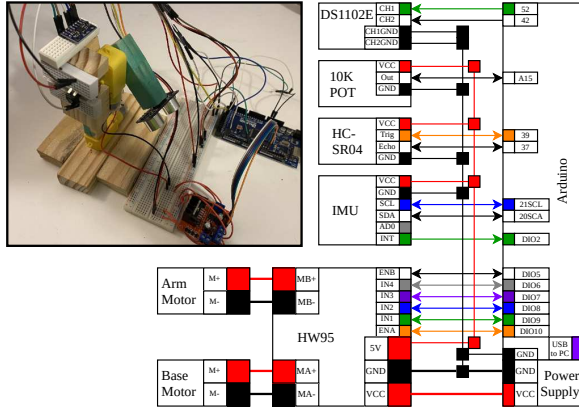 DS1102E
CH1
CH2
CH1GND
CH2GND
52
42
10K
POT
VCC
Out
GND
A15
HC-
SR04
VCC
Trig
Echo
GND
39
37
IMU
VCC
GND
SCL
SDA
AD0
INT
21SCL
20SCA
DIO2
Arduino
Arm
Motor
M+
M-
MB+
MB-
HW95
ENB
IN4
IN3
IN2
IN1
ENA
5V
GND
VCC
DIO5
DIO6
DIO7
DIO8
DIO9
DIO10
USB
to PC
GND
GND
VCC
Power
Supply
Base
Motor
M+
M-
MA+
MA-